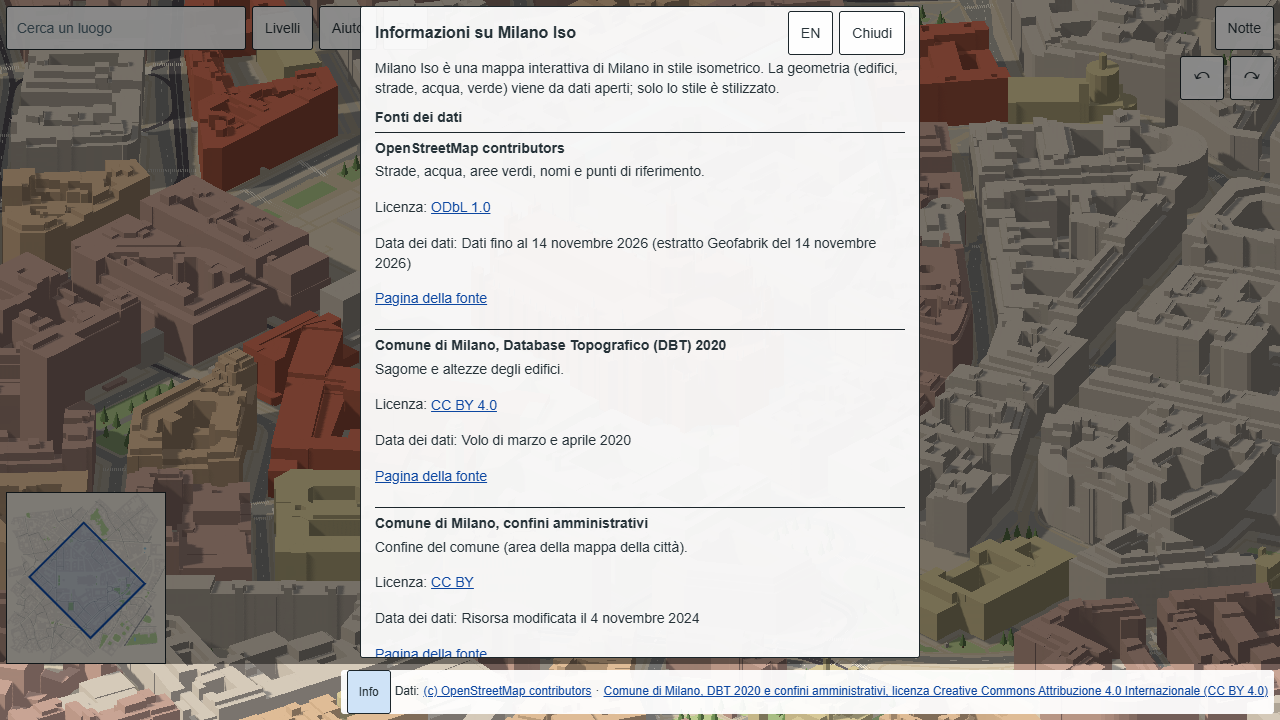 Cerca un luogo
Livelli
Aiuto
Informazioni su Milano Iso
EN
Chiudi
Notte
Milano Iso è una mappa interattiva di Milano in stile isometrico. La geometria (edifici,
strade, acqua, verde) viene da dati aperti; solo lo stile è stilizzato.
Fonti dei dati
OpenStreetMap contributors
Strade, acqua, aree verdi, nomi e punti di riferimento.
Licenza: ODbL 1.0
Data dei dati: Dati fino al 14 novembre 2026 (estratto Geofabrik del 14 novembre
2026)
Pagina della fonte
Comune di Milano, Database Topografico (DBT) 2020
Sagome e altezze degli edifici.
Licenza: CC BY 4.0
Data dei dati: Volo di marzo e aprile 2020
Pagina della fonte
Comune di Milano, confini amministrativi
Confine del comune (area della mappa della città).
Licenza: CC BY
Data dei dati: Risorsa modificata il 4 novembre 2024
Pagina della fonte
Info
Dati: (c) OpenStreetMap contributors · Comune di Milano, DBT 2020 e confini amministrativi, licenza Creative Commons Attribuzione 4.0 Internazionale (CC BY 4.0)